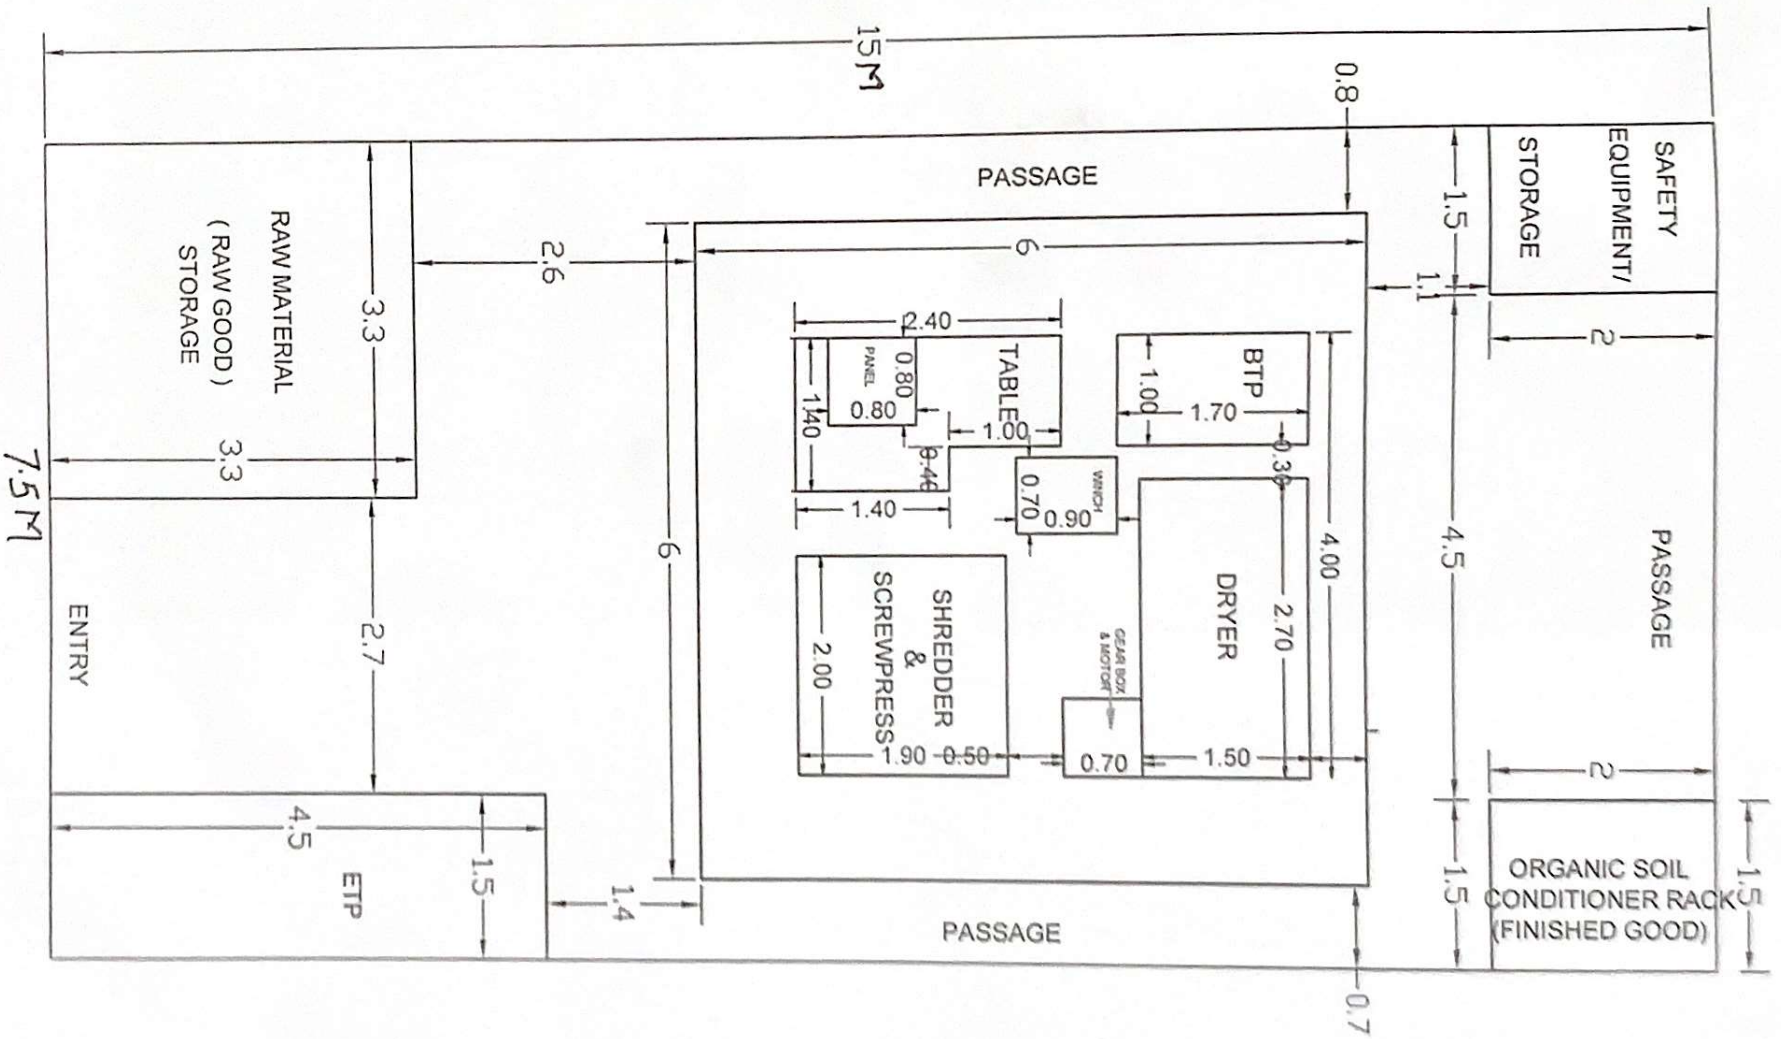 15M
0.8
PASSAGE
1.5
SAFETY
EQUIPMENT/
STORAGE
6
2.6
1.1
2
3.3
RAW MATERIAL
(RAW GOOD)
STORAGE
3.3
2.40
TABLE
PANEL
0.80
0.80
1.40
1.00
0.40
1.40
BTP
1.00
1.70
0.30
WINCH
0.70
0.90
4.00
4.5
PASSAGE
7.5M
ENTRY
2.7
6
SHREDDER
&
SCREWPRESS
2.00
1.90
0.50
GEAR BOX
& MOTOR
0.70
DRYER
2.70
1.50
2
4.5
ETP
1.5
1.4
PASSAGE
0.7
1.5
ORGANIC SOIL
CONDITIONER RACK
(FINISHED GOOD)
1.5